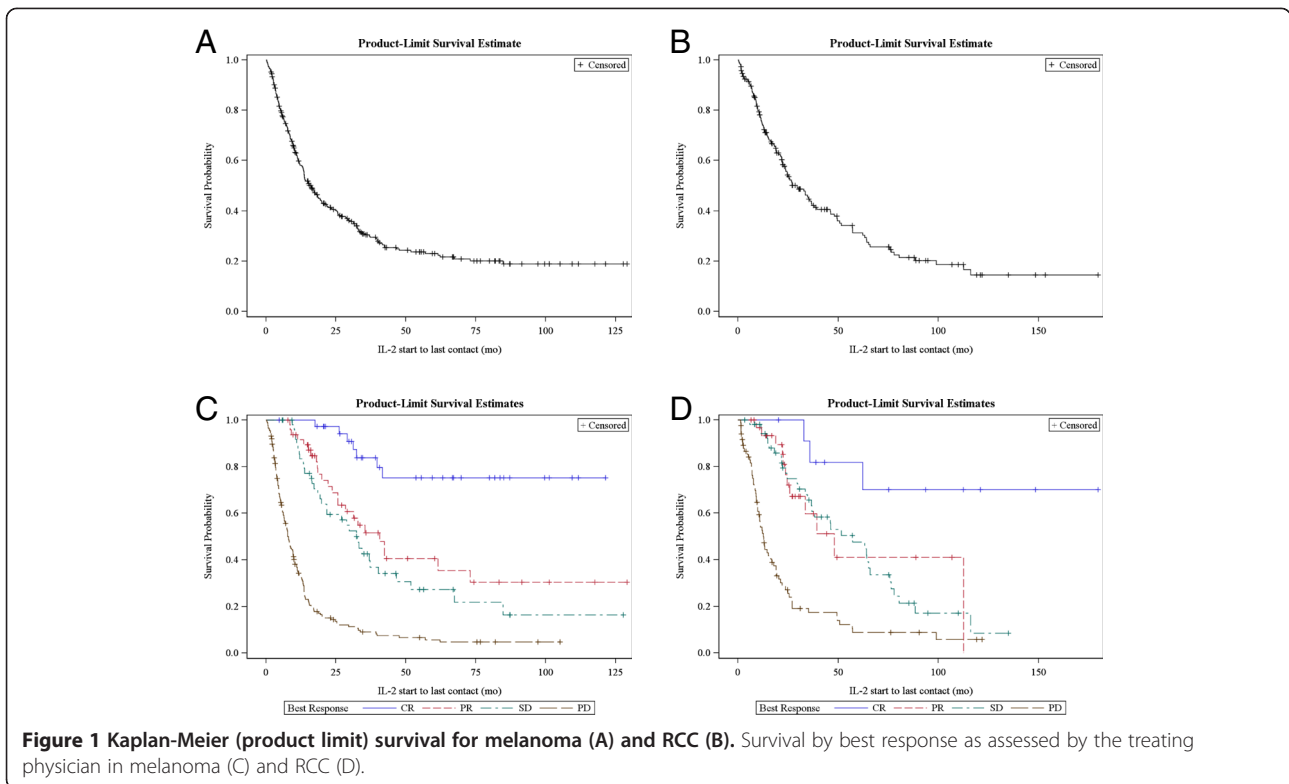 A
Product-Limit Survival Estimate
+ Censored
1.0
0.8
0.6
0.4
0.2
0.0
Survival Probability
0 25 50 75 100 125
IL-2 start to last contact (mo)
B
Product-Limit Survival Estimate
+ Censored
1.0
0.8
0.6
0.4
0.2
0.0
Survival Probability
0 50 100 150
IL-2 start to last contact (mo)
C
Product-Limit Survival Estimates
+ Censored
1.0
0.8
0.6
0.4
0.2
0.0
Survival Probability
0 25 50 75 100 125
IL-2 start to last contact (mo)
Best Response CR PR SD PD
D
Product-Limit Survival Estimates
+ Censored
1.0
0.8
0.6
0.4
0.2
0.0
Survival Probability
0 50 100 150
IL-2 start to last contact (mo)
Best Response CR PR SD PD
Figure 1 Kaplan-Meier (product limit) survival for melanoma (A) and RCC (B). Survival by best response as assessed by the treating
physician in melanoma (C) and RCC (D).